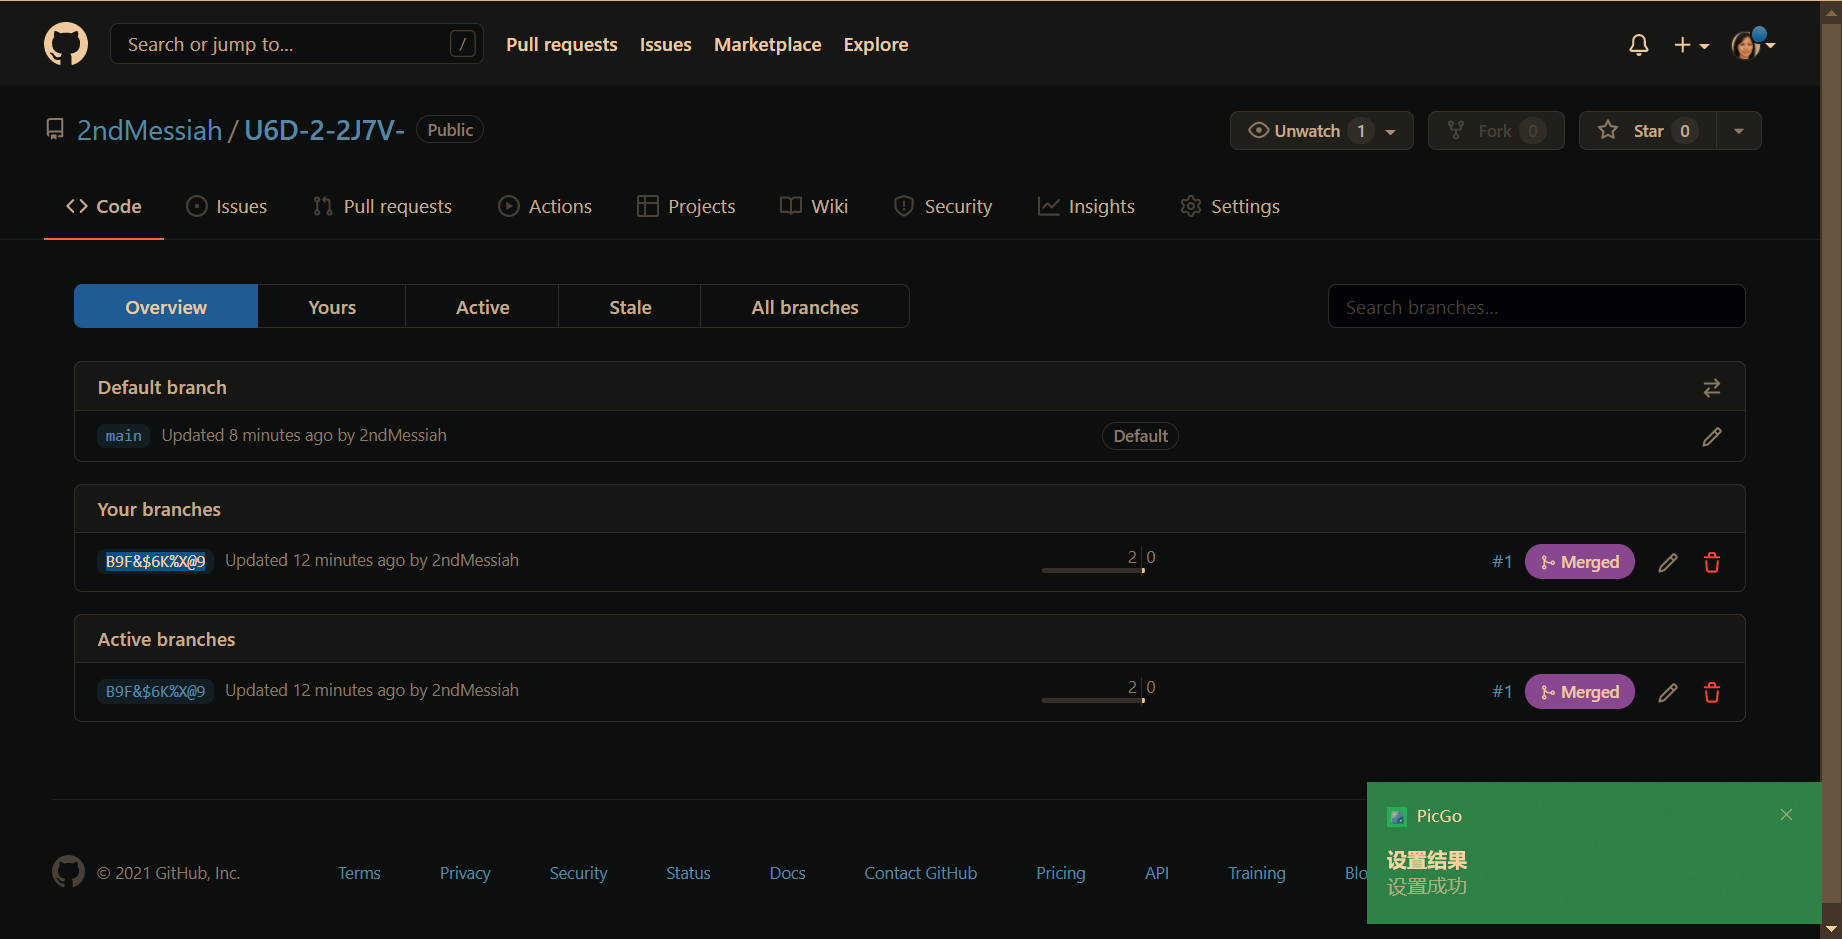 Search or jump to... /
Pull requests Issues Marketplace Explore
2ndMessiah / U6D-2-2J7V- Public
Unwatch 1 Fork 0 Star 0
Code Issues Pull requests Actions Projects Wiki Security Insights Settings
Overview Yours Active Stale All branches
Search branches...
Default branch
main Updated 8 minutes ago by 2ndMessiah Default
Your branches
B9F&$6K%X@9 Updated 12 minutes ago by 2ndMessiah 2 0 #1 Merged
Active branches
B9F&$6K%X@9 Updated 12 minutes ago by 2ndMessiah 2 0 #1 Merged
PicGo
设置结果
设置成功
© 2021 GitHub, Inc. Terms Privacy Security Status Docs Contact GitHub Pricing API Training Blo